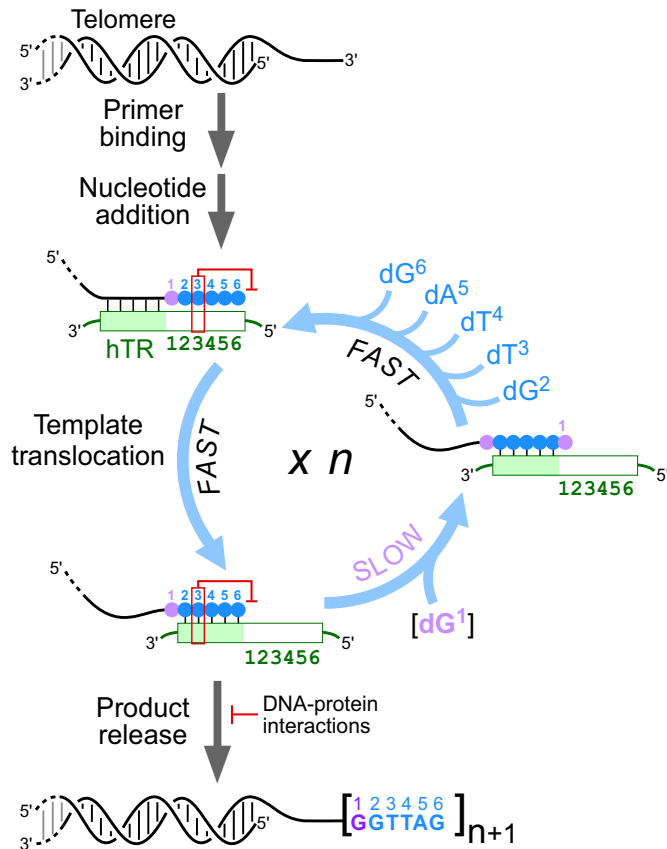 Telomere
5'
5'
3'
3'
Primer
binding
Nucleotide
addition
5'
1 2 3 4 5 6
3'
5'
hTR
123456
dG6
dA5
dT4
dT3
dG2
FAST
Template
translocation
FAST
x n
5'
1
3'
5'
123456
SLOW
[dG1]
5'
1 2 3 4 5 6
3'
5'
123456
Product
release
DNA-protein
interactions
5'
5'
3'
1 2 3 4 5 6
[GGTTAG]n+1